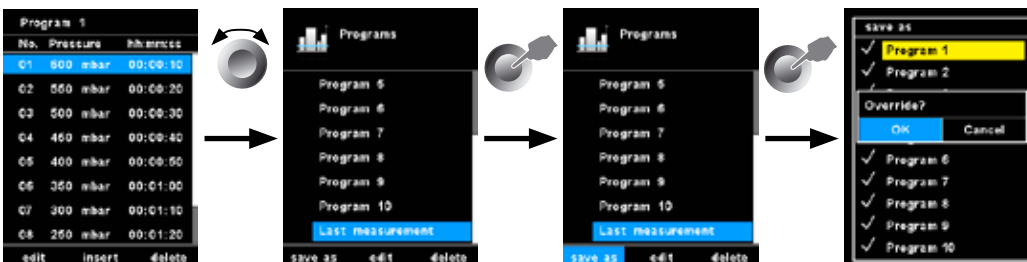 Program 1
No. Pressure hh:mm:ss
01 600 mbar 00:00:10
02 550 mbar 00:00:20
03 500 mbar 00:00:30
04 450 mbar 00:00:40
05 400 mbar 00:00:50
06 350 mbar 00:01:00
07 300 mbar 00:01:10
08 250 mbar 00:01:20
edit insert delete
Programs
Program 5
Program 6
Program 7
Program 8
Program 9
Program 10
Last measurement
save as edit delete
Programs
Program 5
Program 6
Program 7
Program 8
Program 9
Program 10
Last measurement
save as edit delete
save as
✓ Program 1
✓ Program 2
Override?
OK Cancel
✓ Program 6
✓ Program 7
✓ Program 8
✓ Program 9
✓ Program 10